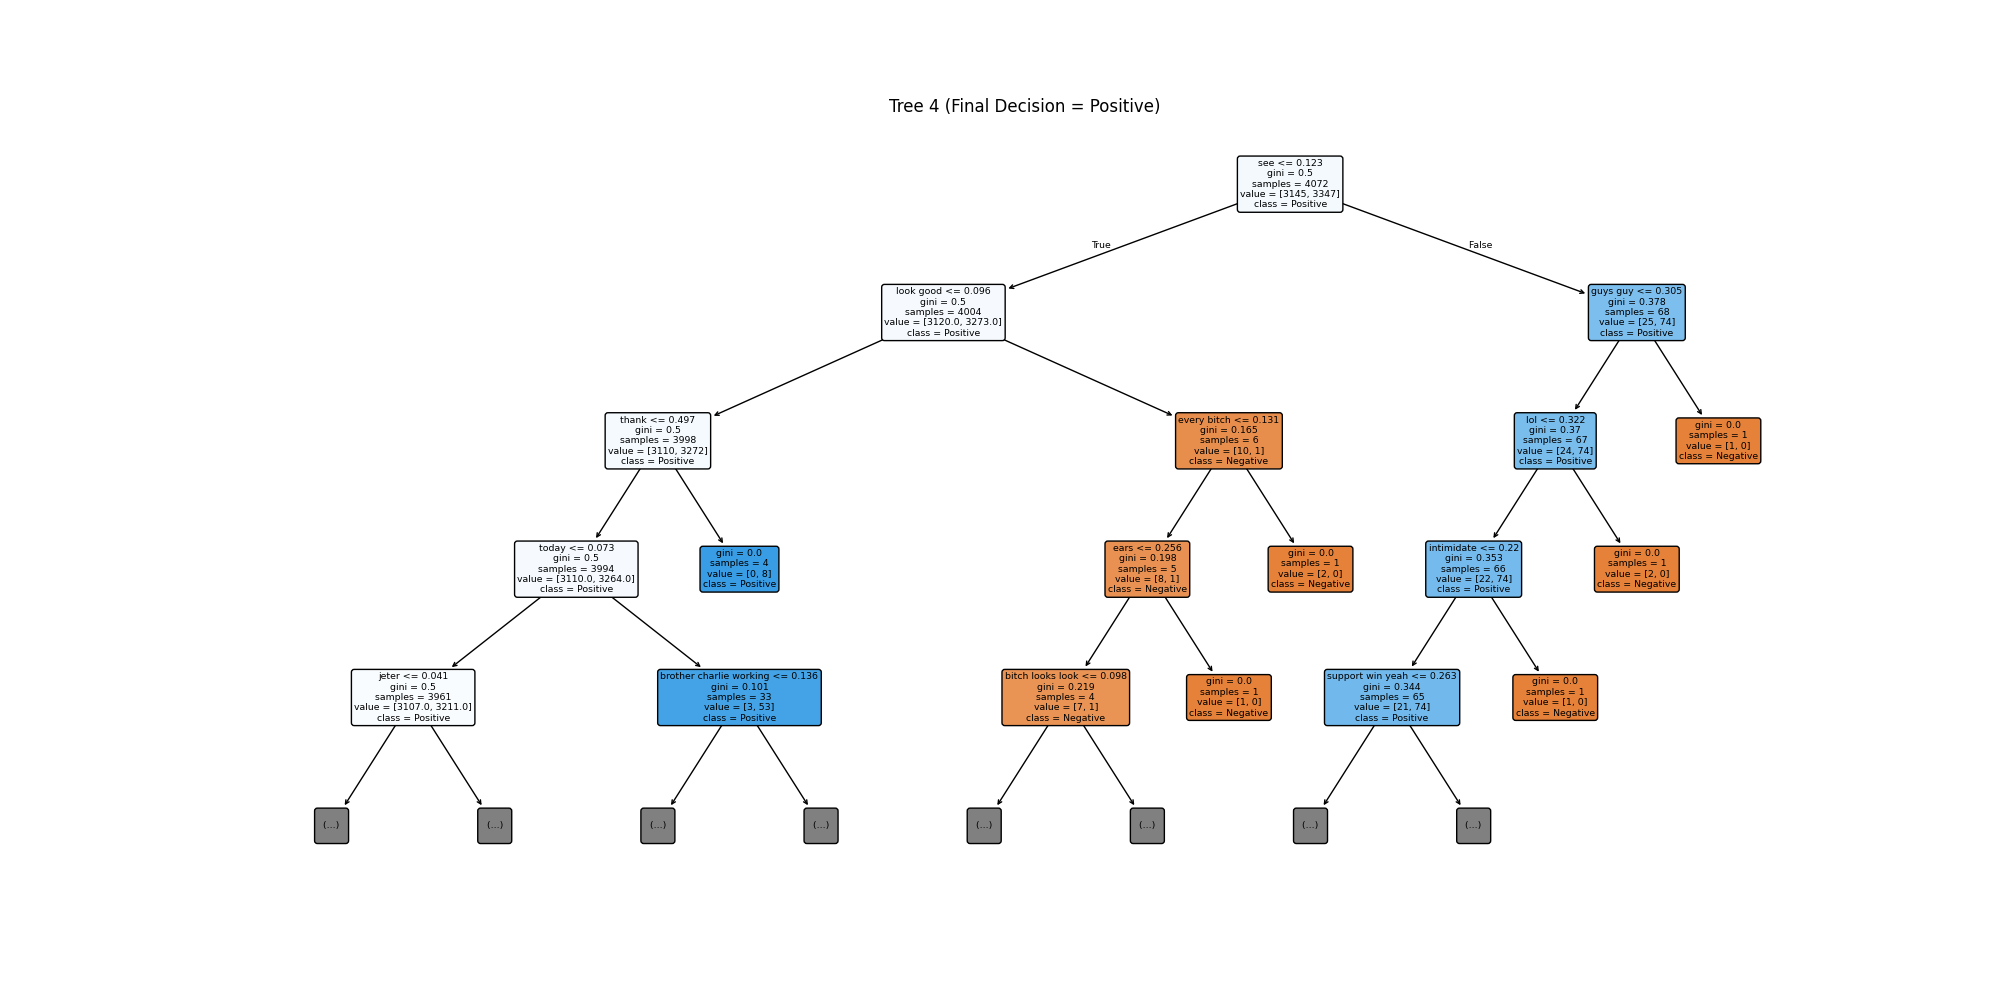 Tree 4 (Final Decision = Positive)
see <= 0.123
gini = 0.5
samples = 4072
value = [3145, 3347]
class = Positive
True
False
look good <= 0.096
gini = 0.5
samples = 4004
value = [3120.0, 3273.0]
class = Positive
guys guy <= 0.305
gini = 0.378
samples = 68
value = [25, 74]
class = Positive
thank <= 0.497
gini = 0.5
samples = 3998
value = [3110, 3272]
class = Positive
every bitch <= 0.131
gini = 0.165
samples = 6
value = [10, 1]
class = Negative
lol <= 0.322
gini = 0.37
samples = 67
value = [24, 74]
class = Positive
gini = 0.0
samples = 1
value = [1, 0]
class = Negative
today <= 0.073
gini = 0.5
samples = 3994
value = [3110.0, 3264.0]
class = Positive
gini = 0.0
samples = 4
value = [0, 8]
class = Positive
ears <= 0.256
gini = 0.198
samples = 5
value = [8, 1]
class = Negative
gini = 0.0
samples = 1
value = [2, 0]
class = Negative
intimidate <= 0.22
gini = 0.353
samples = 66
value = [22, 74]
class = Positive
gini = 0.0
samples = 1
value = [2, 0]
class = Negative
jeter <= 0.041
gini = 0.5
samples = 3961
value = [3107.0, 3211.0]
class = Positive
brother charlie working <= 0.136
gini = 0.101
samples = 33
value = [3, 53]
class = Positive
bitch looks look <= 0.098
gini = 0.219
samples = 4
value = [7, 1]
class = Negative
gini = 0.0
samples = 1
value = [1, 0]
class = Negative
support win yeah <= 0.263
gini = 0.344
samples = 65
value = [21, 74]
class = Positive
gini = 0.0
samples = 1
value = [1, 0]
class = Negative
(...)
(...)
(...)
(...)
(...)
(...)
(...)
(...)